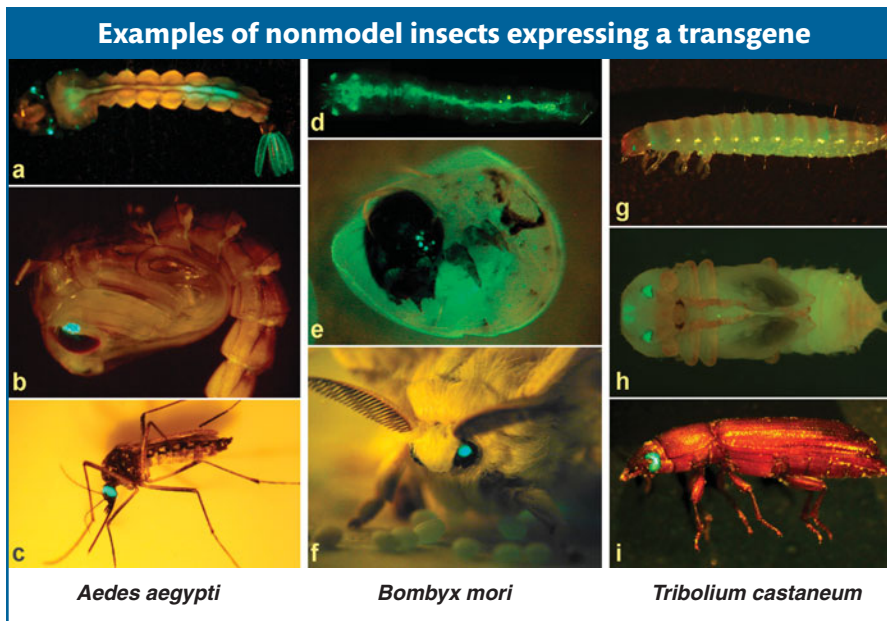 Examples of nonmodel insects expressing a transgene
a
b
c
d
e
f
g
h
i
Aedes aegypti
Bombyx mori
Tribolium castaneum